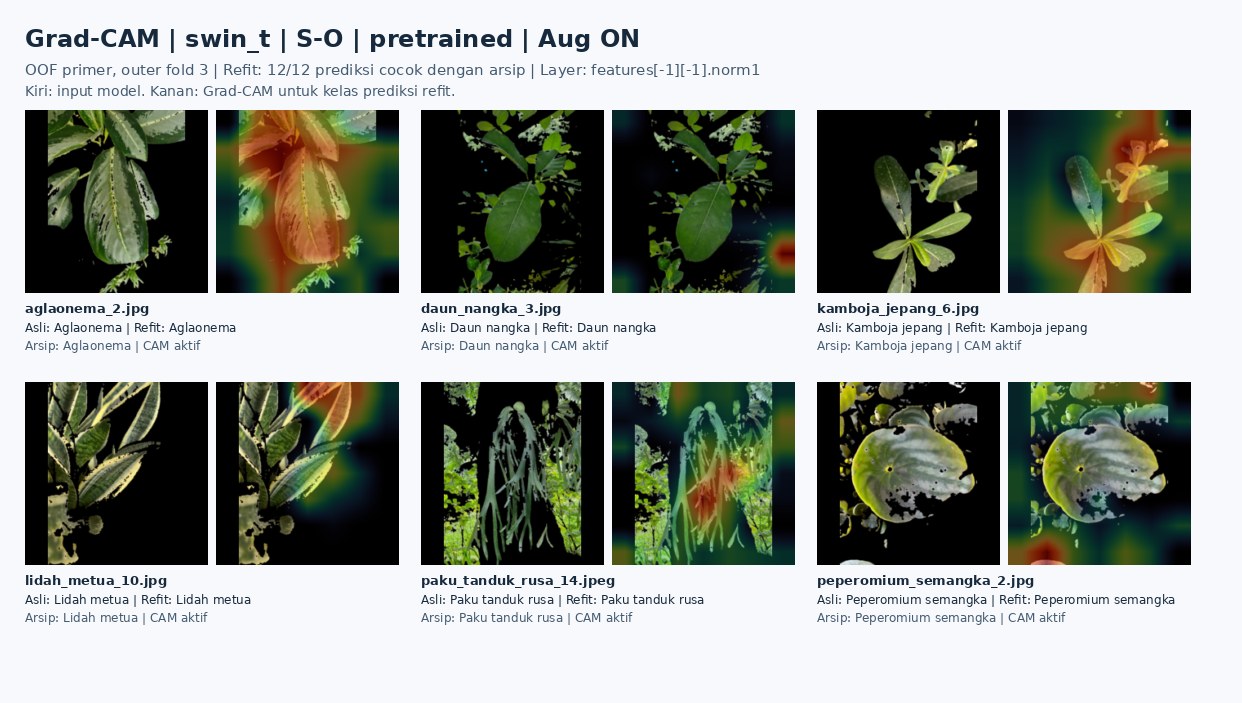 Grad-CAM | swin_t | S-O | pretrained | Aug ON
OOF primer, outer fold 3 | Refit: 12/12 prediksi cocok dengan arsip | Layer: features[-1][-1].norm1
Kiri: input model. Kanan: Grad-CAM untuk kelas prediksi refit.
aglaonema_2.jpg
Asli: Aglaonema | Refit: Aglaonema
Arsip: Aglaonema | CAM aktif
daun_nangka_3.jpg
Asli: Daun nangka | Refit: Daun nangka
Arsip: Daun nangka | CAM aktif
kamboja_jepang_6.jpg
Asli: Kamboja jepang | Refit: Kamboja jepang
Arsip: Kamboja jepang | CAM aktif
lidah_metua_10.jpg
Asli: Lidah metua | Refit: Lidah metua
Arsip: Lidah metua | CAM aktif
paku_tanduk_rusa_14.jpeg
Asli: Paku tanduk rusa | Refit: Paku tanduk rusa
Arsip: Paku tanduk rusa | CAM aktif
peperomium_semangka_2.jpg
Asli: Peperomium semangka | Refit: Peperomium semangka
Arsip: Peperomium semangka | CAM aktif